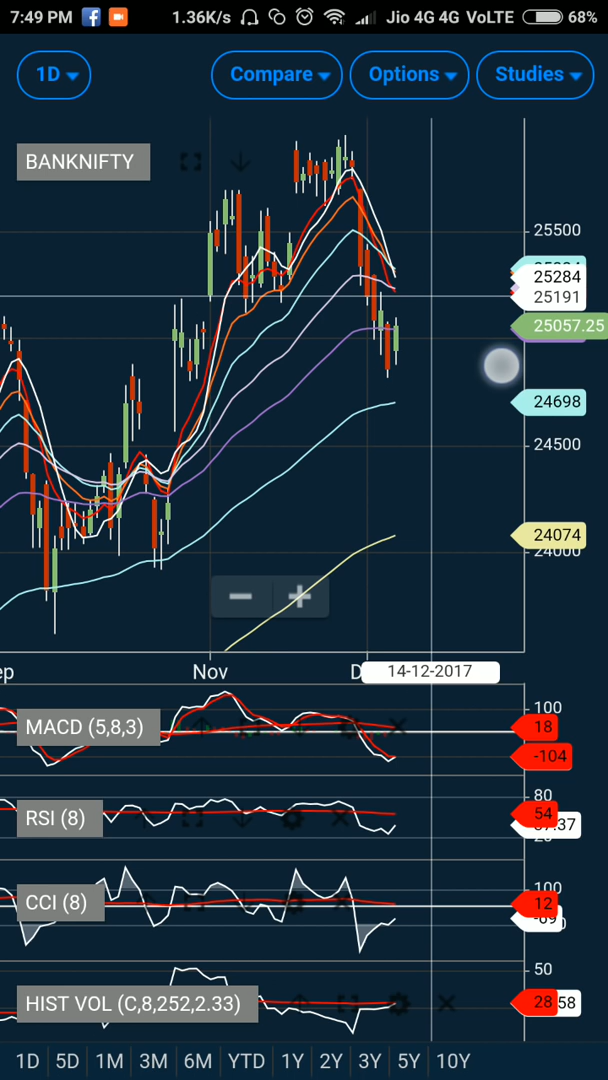 7:49 PM 1.36K/s Jio 4G 4G VoLTE 68%
1D Compare Options Studies
BANKNIFTY
25500
25284
25191
25057.25
24698
24500
24074
24000
Nov
14-12-2017
MACD (5,8,3)
100
18
-104
RSI (8)
80
54
CCI (8)
100
12
HIST VOL (C,8,252,2.33)
50
28
58
1D 5D 1M 3M 6M YTD 1Y 2Y 3Y 5Y 10Y